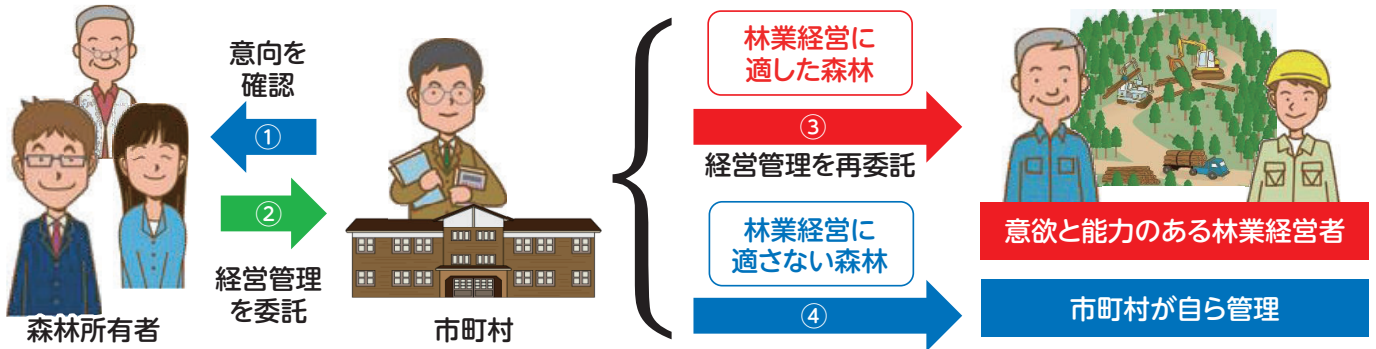 意向を
確認
①
②
経営管理
を委託
森林所有者
市町村
林業経営に
適した森林
③
経営管理を再委託
林業経営に
適さない森林
④
意欲と能力のある林業経営者
市町村が自ら管理